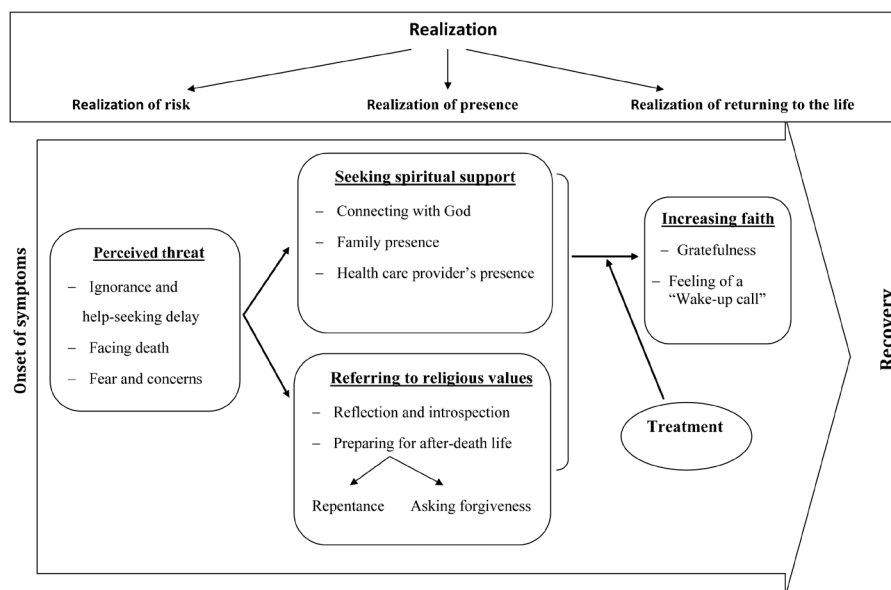 Realization
Realization of risk
Realization of presence
Realization of returning to the life
Onset of symptoms
Perceived threat
– Ignorance and
help-seeking delay
– Facing death
– Fear and concerns
Seeking spiritual support
– Connecting with God
– Family presence
– Health care provider's presence
Referring to religious values
– Reflection and introspection
– Preparing for after-death life
Repentance
Asking forgiveness
Increasing faith
– Gratefulness
– Feeling of a
“Wake-up call”
Treatment
Recovery